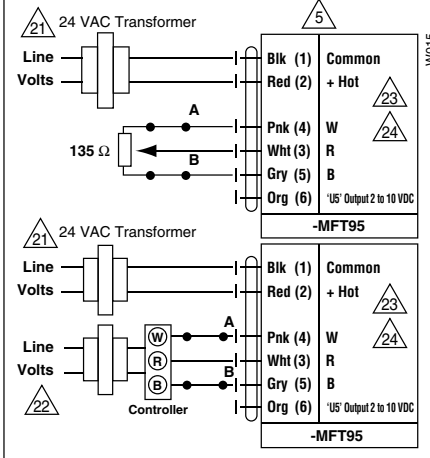 21 24 VAC Transformer
5
W015
Line
Volts
Blk (1) Common
Red (2) + Hot
23
24
A
Pnk (4) W
135 Ω
Wht (3) R
B
Gry (5) B
Org (6) 'U5' Output 2 to 10 VDC
-MFT95
21 24 VAC Transformer
Line
Volts
Blk (1) Common
Red (2) + Hot
23
24
A
W
Pnk (4) W
Line
Volts
R
Wht (3) R
B
B
Gry (5) B
22
Controller
Org (6) 'U5' Output 2 to 10 VDC
-MFT95